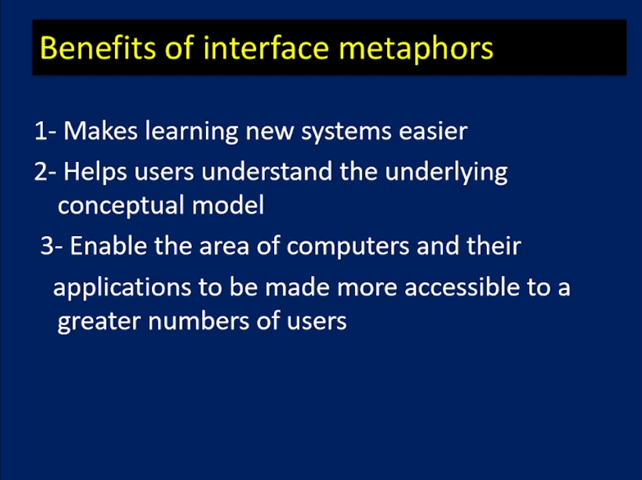 Benefits of interface metaphors
1- Makes learning new systems easier
2- Helps users understand the underlying
conceptual model
3- Enable the area of computers and their
applications to be made more accessible to a
greater numbers of users